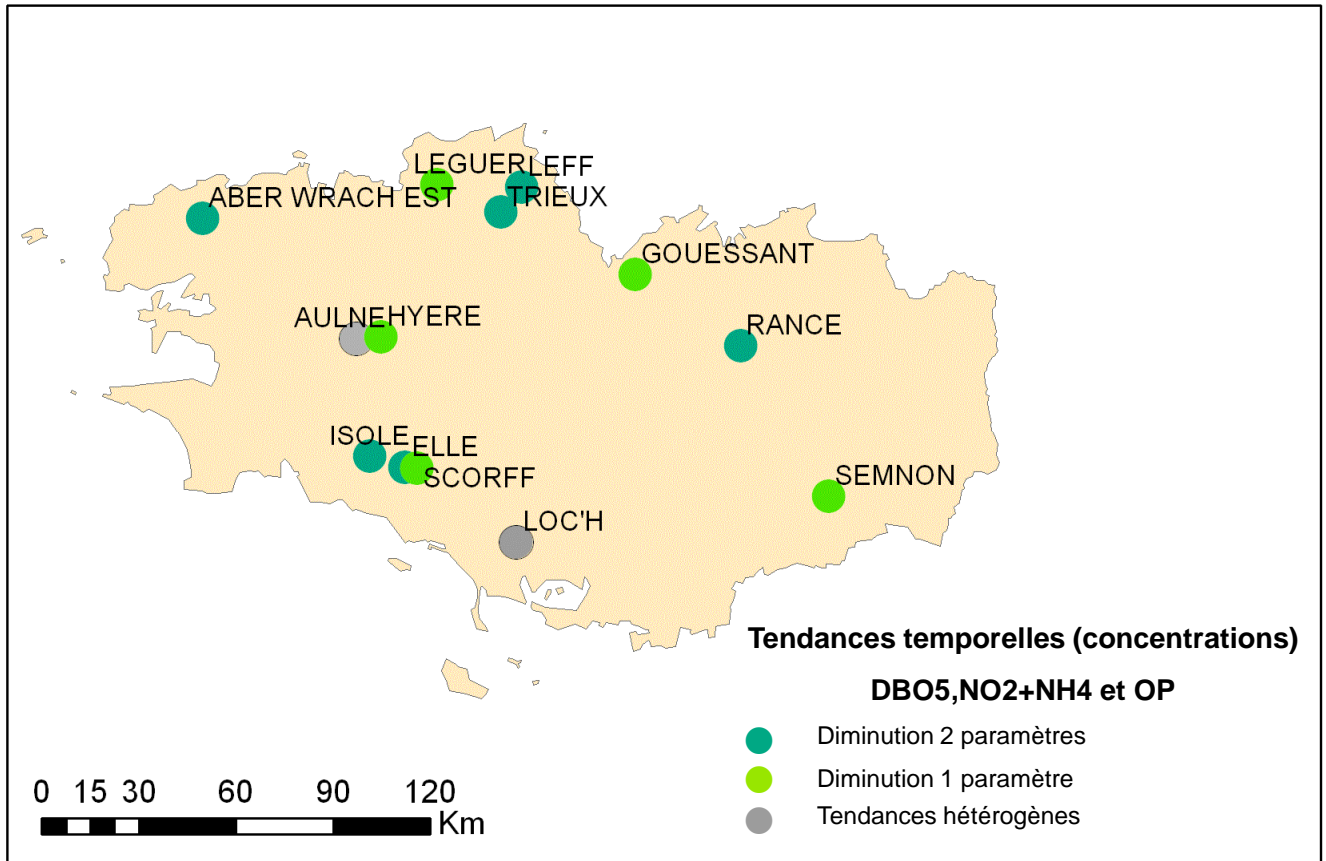 LEGUER LEFF
ABER WRACH EST TRIEUX
GOUESSANT
AULNE HYERE
RANCE
ISOLE ELLE
SCORFF
SEMNON
LOC'H
Tendances temporelles (concentrations)
DBO5,NO2+NH4 et OP
Diminution 2 paramètres
Diminution 1 paramètre
Tendances hétérogènes
0 15 30 60 90 120
Km